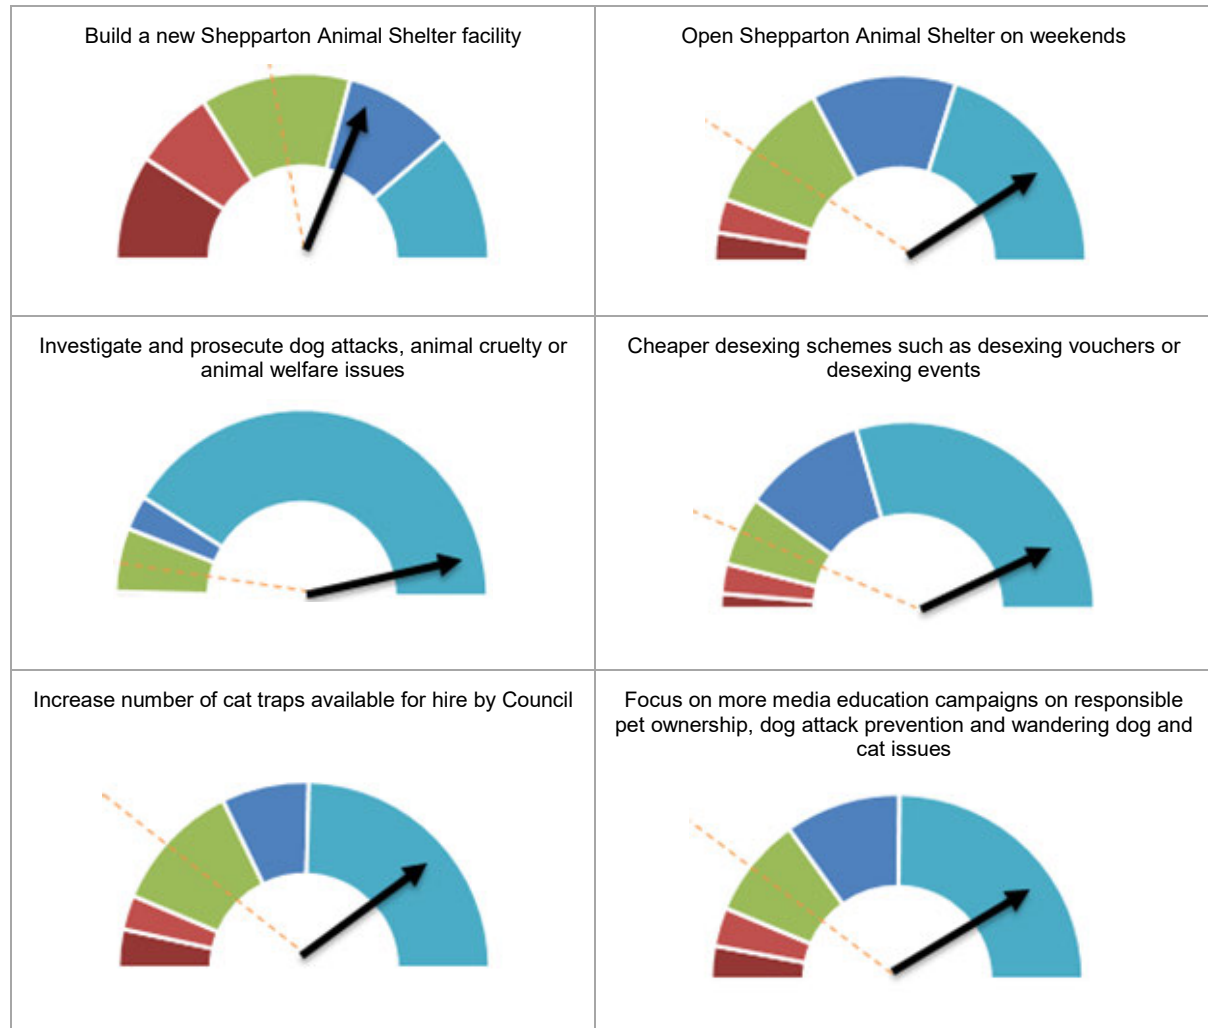 Build a new Shepparton Animal Shelter facility
Open Shepparton Animal Shelter on weekends
Investigate and prosecute dog attacks, animal cruelty or
animal welfare issues
Cheaper desexing schemes such as desexing vouchers or
desexing events
Increase number of cat traps available for hire by Council
Focus on more media education campaigns on responsible
pet ownership, dog attack prevention and wandering dog and
cat issues